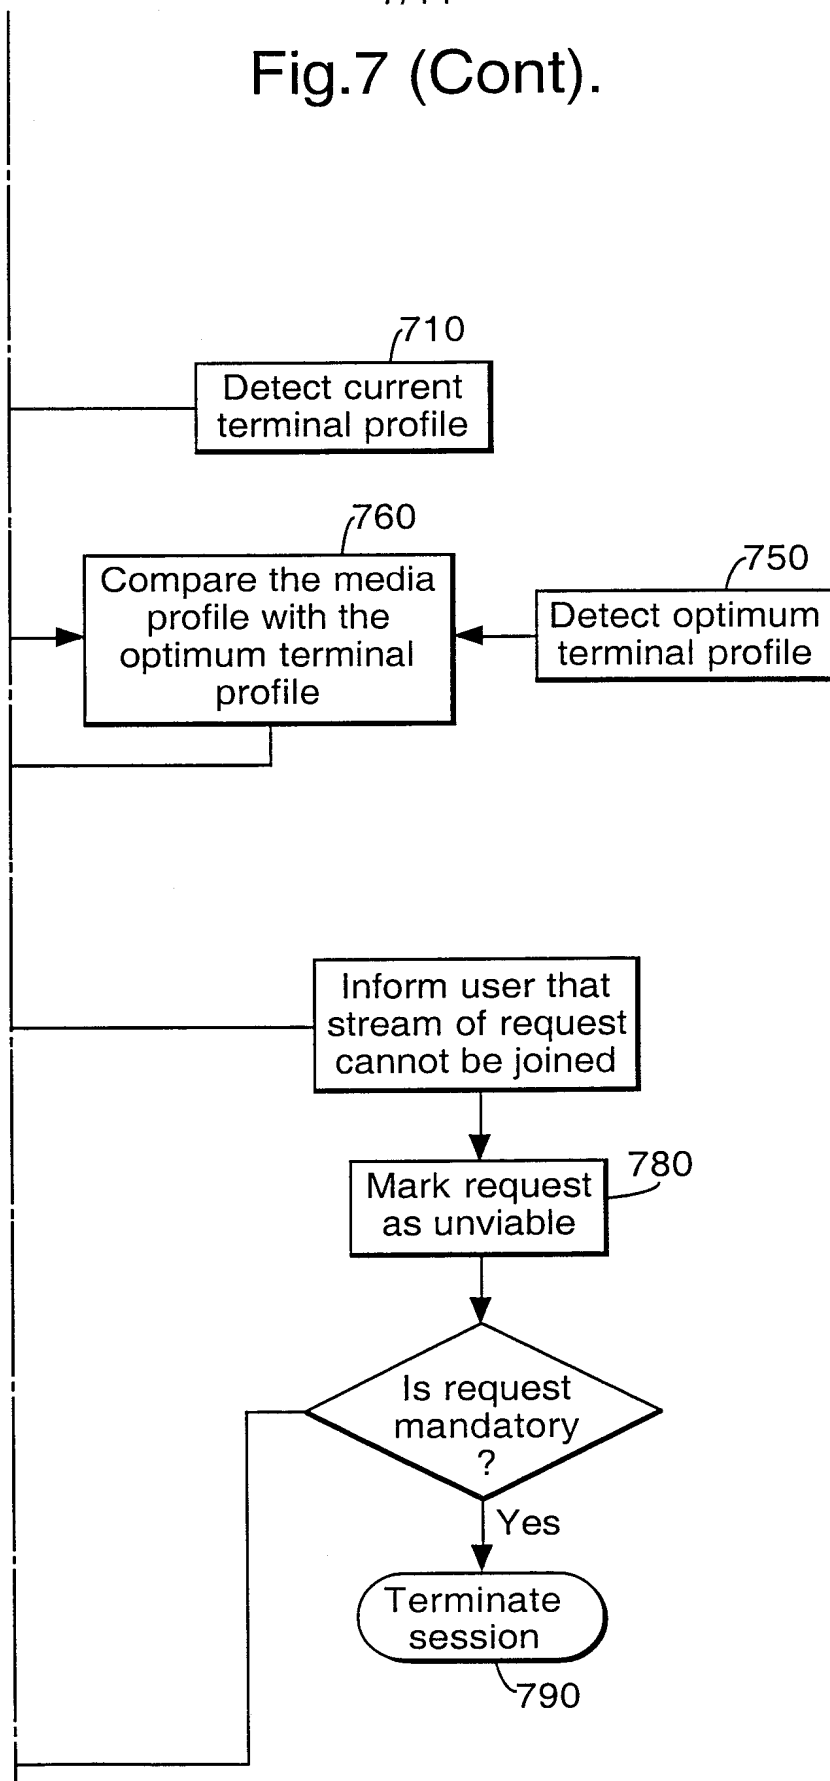 Fig.7 (Cont).
710
Detect current
terminal profile
760
Compare the media
profile with the
optimum terminal
profile
750
Detect optimum
terminal profile
Inform user that
stream of request
cannot be joined
780
Mark request
as unviable
Is request
mandatory
?
Yes
Terminate
session
790